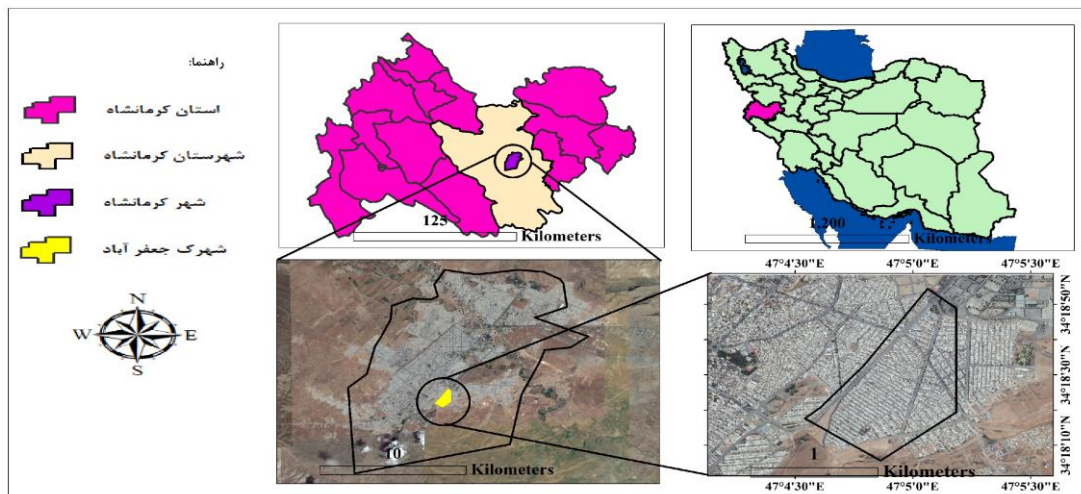 راهنما:
استان کرمانشاه
شهرستان کرمانشاه
شهر کرمانشاه
شهرک جعفر آباد
N
W E
S
125
Kilometers
1,200
Kilometers
10
Kilometers
47°4'30"E 47°5'0"E 47°5'30"E
34°18'50"N
34°18'30"N
34°18'10"N
1
Kilometers
47°4'30"E 47°5'0"E 47°5'30"E